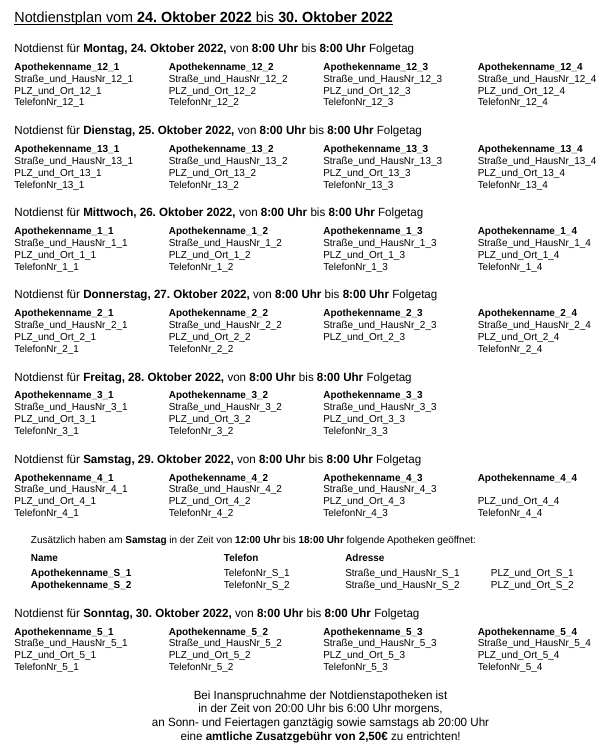 Notdienstplan vom 24. Oktober 2022 bis 30. Oktober 2022
Notdienst für Montag, 24. Oktober 2022, von 8:00 Uhr bis 8:00 Uhr Folgetag
Apothekenname_12_1 Apothekenname_12_2 Apothekenname_12_3 Apothekenname_12_4
Straße_und_HausNr_12_1 Straße_und_HausNr_12_2 Straße_und_HausNr_12_3 Straße_und_HausNr_12_4
PLZ_und_Ort_12_1 PLZ_und_Ort_12_2 PLZ_und_Ort_12_3 PLZ_und_Ort_12_4
TelefonNr_12_1 TelefonNr_12_2 TelefonNr_12_3 TelefonNr_12_4
Notdienst für Dienstag, 25. Oktober 2022, von 8:00 Uhr bis 8:00 Uhr Folgetag
Apothekenname_13_1 Apothekenname_13_2 Apothekenname_13_3 Apothekenname_13_4
Straße_und_HausNr_13_1 Straße_und_HausNr_13_2 Straße_und_HausNr_13_3 Straße_und_HausNr_13_4
PLZ_und_Ort_13_1 PLZ_und_Ort_13_2 PLZ_und_Ort_13_3 PLZ_und_Ort_13_4
TelefonNr_13_1 TelefonNr_13_2 TelefonNr_13_3 TelefonNr_13_4
Notdienst für Mittwoch, 26. Oktober 2022, von 8:00 Uhr bis 8:00 Uhr Folgetag
Apothekenname_1_1 Apothekenname_1_2 Apothekenname_1_3 Apothekenname_1_4
Straße_und_HausNr_1_1 Straße_und_HausNr_1_2 Straße_und_HausNr_1_3 Straße_und_HausNr_1_4
PLZ_und_Ort_1_1 PLZ_und_Ort_1_2 PLZ_und_Ort_1_3 PLZ_und_Ort_1_4
TelefonNr_1_1 TelefonNr_1_2 TelefonNr_1_3 TelefonNr_1_4
Notdienst für Donnerstag, 27. Oktober 2022, von 8:00 Uhr bis 8:00 Uhr Folgetag
Apothekenname_2_1 Apothekenname_2_2 Apothekenname_2_3 Apothekenname_2_4
Straße_und_HausNr_2_1 Straße_und_HausNr_2_2 Straße_und_HausNr_2_3 Straße_und_HausNr_2_4
PLZ_und_Ort_2_1 PLZ_und_Ort_2_2 PLZ_und_Ort_2_3 PLZ_und_Ort_2_4
TelefonNr_2_1 TelefonNr_2_2 TelefonNr_2_4
Notdienst für Freitag, 28. Oktober 2022, von 8:00 Uhr bis 8:00 Uhr Folgetag
Apothekenname_3_1 Apothekenname_3_2 Apothekenname_3_3
Straße_und_HausNr_3_1 Straße_und_HausNr_3_2 Straße_und_HausNr_3_3
PLZ_und_Ort_3_1 PLZ_und_Ort_3_2 PLZ_und_Ort_3_3
TelefonNr_3_1 TelefonNr_3_2 TelefonNr_3_3
Notdienst für Samstag, 29. Oktober 2022, von 8:00 Uhr bis 8:00 Uhr Folgetag
Apothekenname_4_1 Apothekenname_4_2 Apothekenname_4_3 Apothekenname_4_4
Straße_und_HausNr_4_1 Straße_und_HausNr_4_2 Straße_und_HausNr_4_3
PLZ_und_Ort_4_1 PLZ_und_Ort_4_2 PLZ_und_Ort_4_3 PLZ_und_Ort_4_4
TelefonNr_4_1 TelefonNr_4_2 TelefonNr_4_3 TelefonNr_4_4
Zusätzlich haben am Samstag in der Zeit von 12:00 Uhr bis 18:00 Uhr folgende Apotheken geöffnet:
Name Telefon Adresse
Apothekenname_S_1 TelefonNr_S_1 Straße_und_HausNr_S_1 PLZ_und_Ort_S_1
Apothekenname_S_2 TelefonNr_S_2 Straße_und_HausNr_S_2 PLZ_und_Ort_S_2
Notdienst für Sonntag, 30. Oktober 2022, von 8:00 Uhr bis 8:00 Uhr Folgetag
Apothekenname_5_1 Apothekenname_5_2 Apothekenname_5_3 Apothekenname_5_4
Straße_und_HausNr_5_1 Straße_und_HausNr_5_2 Straße_und_HausNr_5_3 Straße_und_HausNr_5_4
PLZ_und_Ort_5_1 PLZ_und_Ort_5_2 PLZ_und_Ort_5_3 PLZ_und_Ort_5_4
TelefonNr_5_1 TelefonNr_5_2 TelefonNr_5_3 TelefonNr_5_4
Bei Inanspruchnahme der Notdienstapotheken ist
in der Zeit von 20:00 Uhr bis 6:00 Uhr morgens,
an Sonn- und Feiertagen ganztägig sowie samstags ab 20:00 Uhr
eine amtliche Zusatzgebühr von 2,50€ zu entrichten!